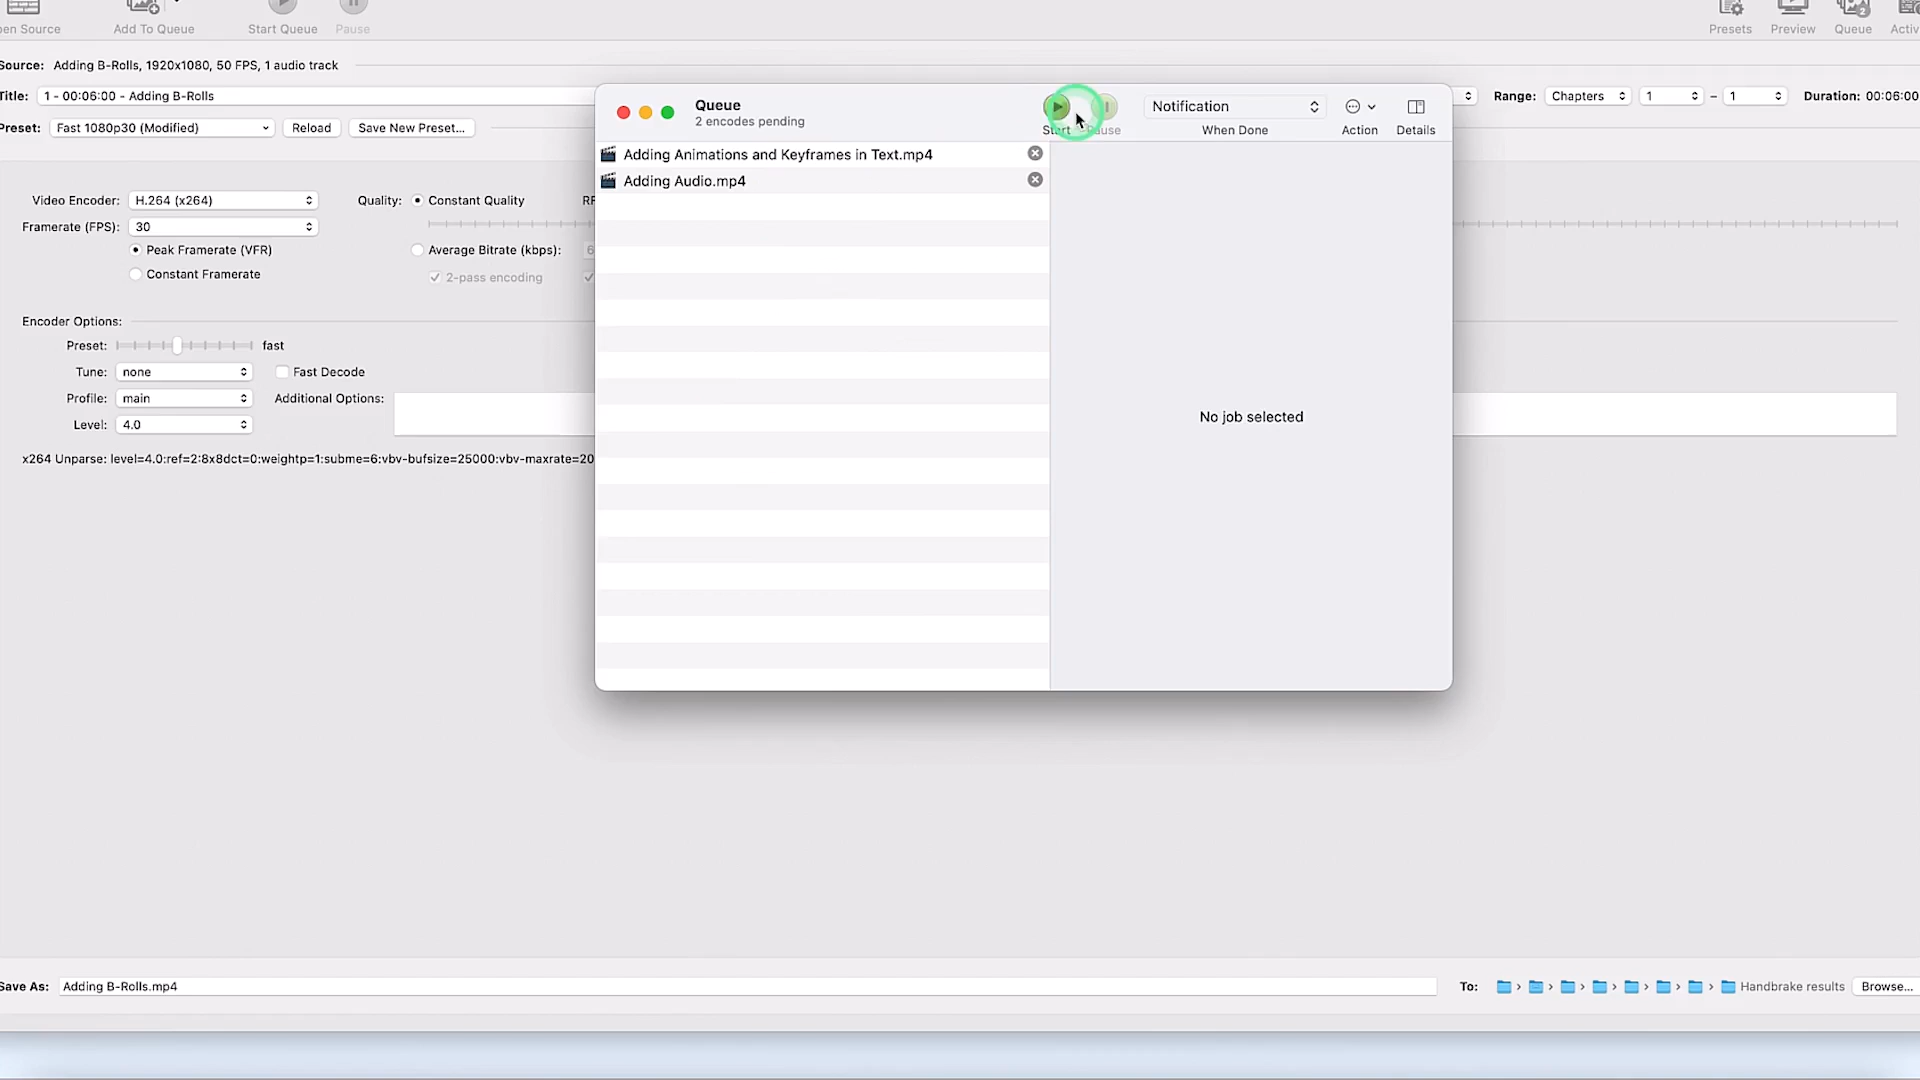 Open Source Add To Queue Start Queue Pause Presets Preview Queue Activ
Source: Adding B-Rolls, 1920x1080, 50 FPS, 1 audio track
Title: 1 - 00:06:00 - Adding B-Rolls Range: Chapters 1 – 1 Duration: 00:06:00
Preset: Fast 1080p30 (Modified) Reload Save New Preset...
Queue
2 encodes pending
Start Pause
Notification
When Done
Action
Details
Adding Animations and Keyframes in Text.mp4
Adding Audio.mp4
No job selected
Video Encoder: H.264 (x264) Quality: Constant Quality RF
Framerate (FPS): 30
Peak Framerate (VFR) Average Bitrate (kbps): 6
Constant Framerate 2-pass encoding
Encoder Options:
Preset: fast
Tune: none Fast Decode
Profile: main Additional Options:
Level: 4.0
x264 Unparse: level=4.0:ref=2:8x8dct=0:weightp=1:subme=6:vbv-bufsize=25000:vbv-maxrate=20
Save As: Adding B-Rolls.mp4 To: Handbrake results Browse...